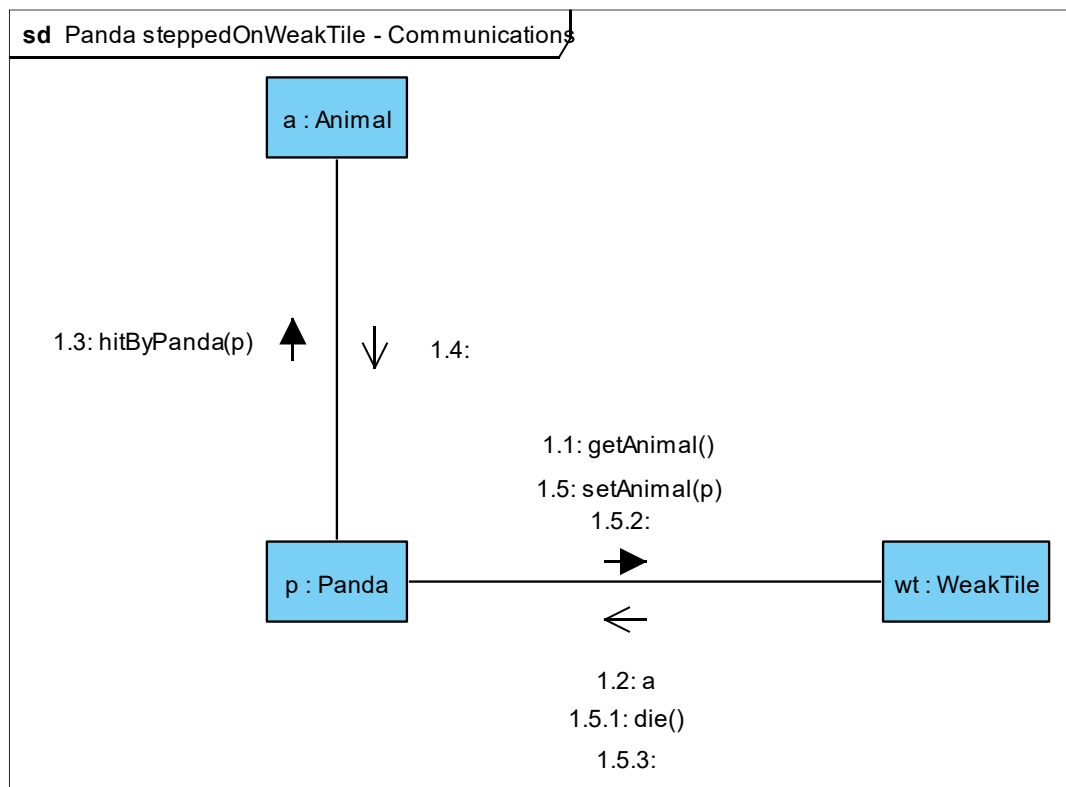 sd Panda steppedOnWeakTile - Communications
a : Animal
1.3: hitByPanda(p)
1.4:
1.1: getAnimal()
1.5: setAnimal(p)
1.5.2:
p : Panda
wt : WeakTile
1.2: a
1.5.1: die()
1.5.3: